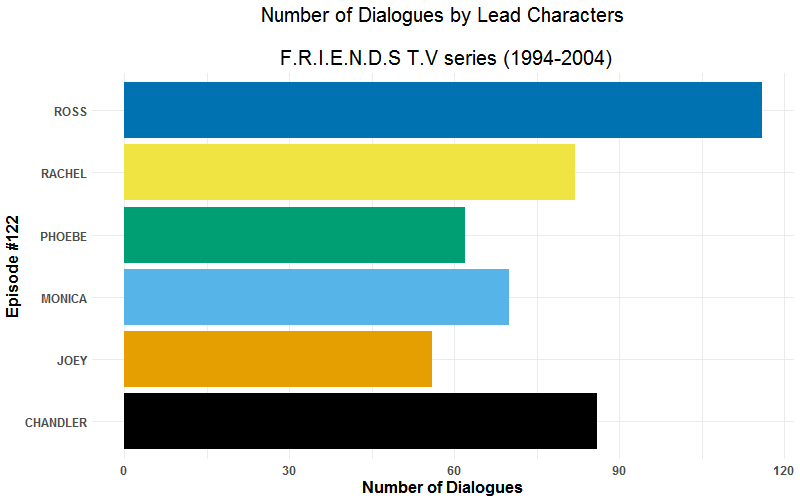 Number of Dialogues by Lead Characters
F.R.I.E.N.D.S T.V series (1994-2004)
Episode #122
ROSS
RACHEL
PHOEBE
MONICA
JOEY
CHANDLER
0 30 60 90 120
Number of Dialogues